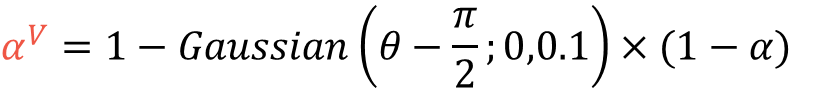 α^V = 1 − Gaussian(θ − π/2; 0,0.1) × (1 − α)